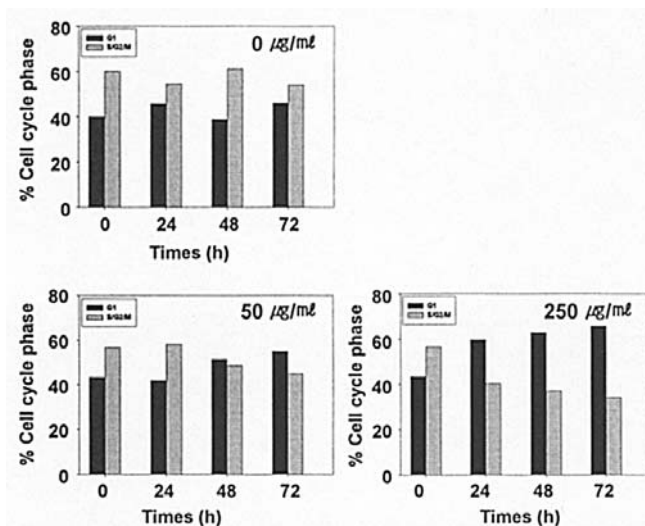 % Cell cycle phase
80
60
40
20
0
G1
S/G2/M
0 μg/mℓ
0 24 48 72
Times (h)
% Cell cycle phase
80
60
40
20
0
G1
S/G2/M
50 μg/mℓ
0 24 48 72
Times (h)
% Cell cycle phase
80
60
40
20
0
G1
S/G2/M
250 μg/mℓ
0 24 48 72
Times (h)